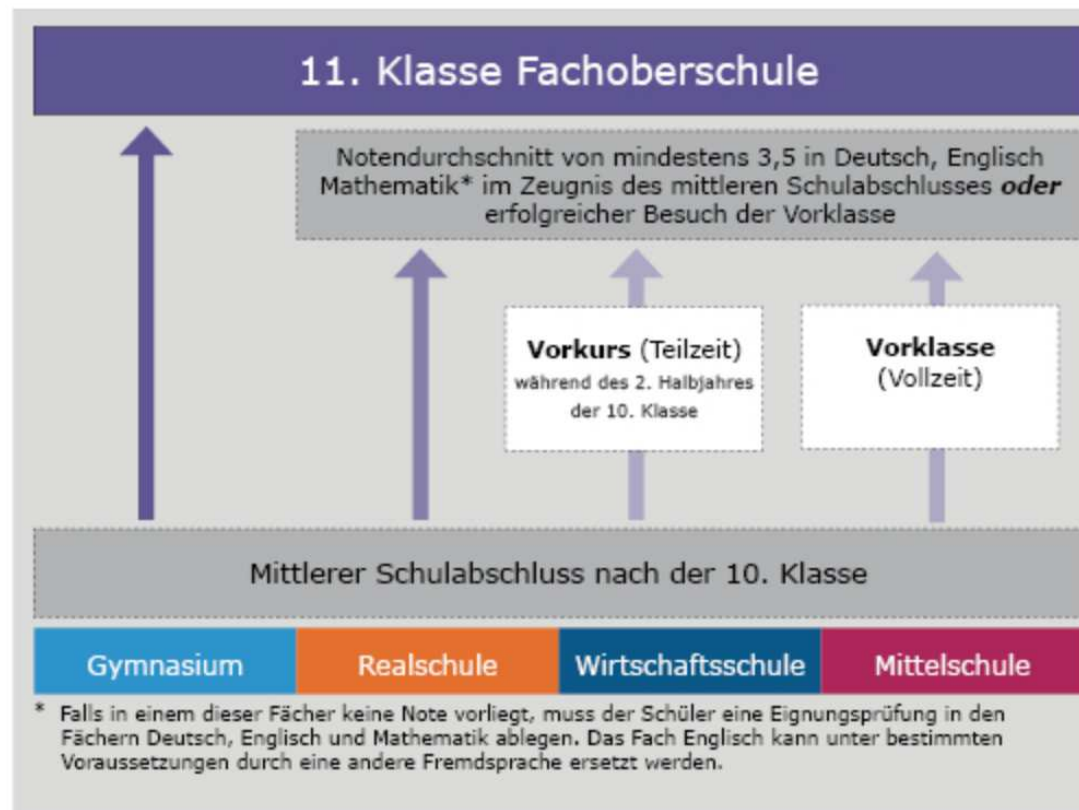 11. Klasse Fachoberschule
Notendurchschnitt von mindestens 3,5 in Deutsch, Englisch
Mathematik* im Zeugnis des mittleren Schulabschlusses oder
erfolgreicher Besuch der Vorklasse
Vorkurs (Teilzeit)
während des 2. Halbjahres
der 10. Klasse
Vorklasse
(Vollzeit)
Mittlerer Schulabschluss nach der 10. Klasse
Gymnasium
Realschule
Wirtschaftsschule
Mittelschule
* Falls in einem dieser Fächer keine Note vorliegt, muss der Schüler eine Eignungsprüfung in den
Fächern Deutsch, Englisch und Mathematik ablegen. Das Fach Englisch kann unter bestimmten
Voraussetzungen durch eine andere Fremdsprache ersetzt werden.